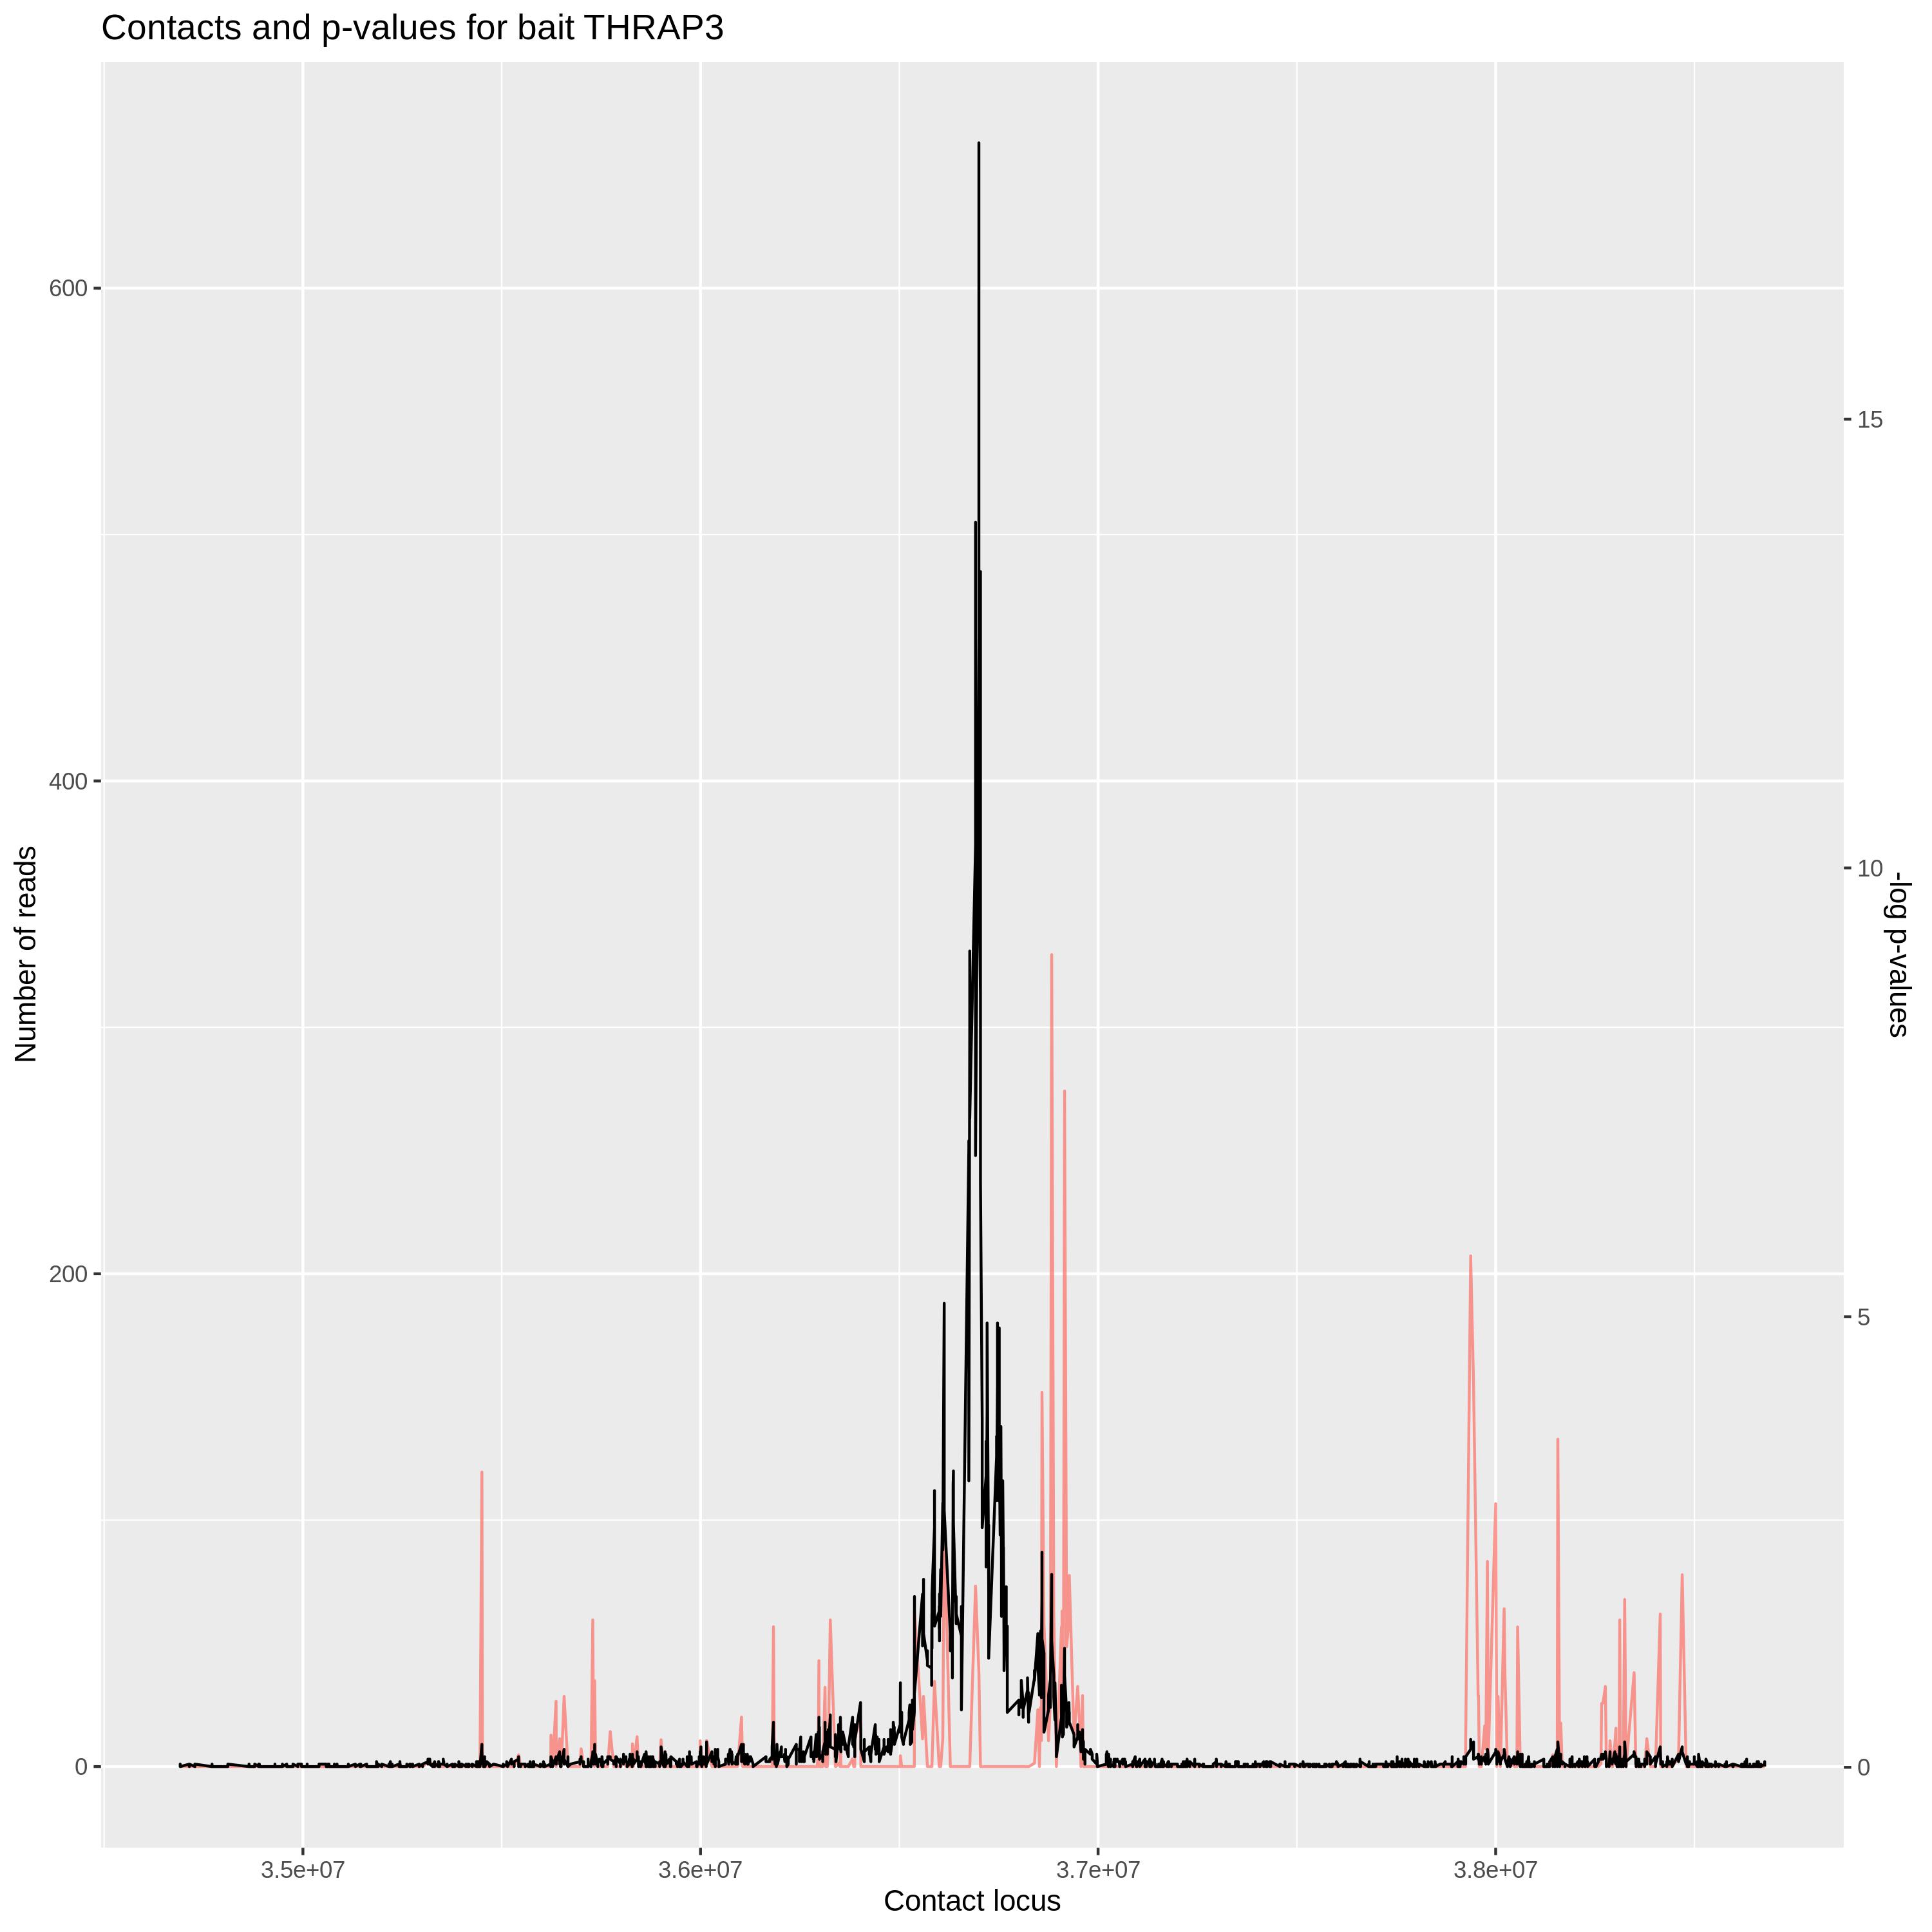 Contacts and p-values for bait THRAP3
600
400
200
0
Number of reads
15
10
5
0
-log p-values
3.5e+07
3.6e+07
3.7e+07
3.8e+07
Contact locus